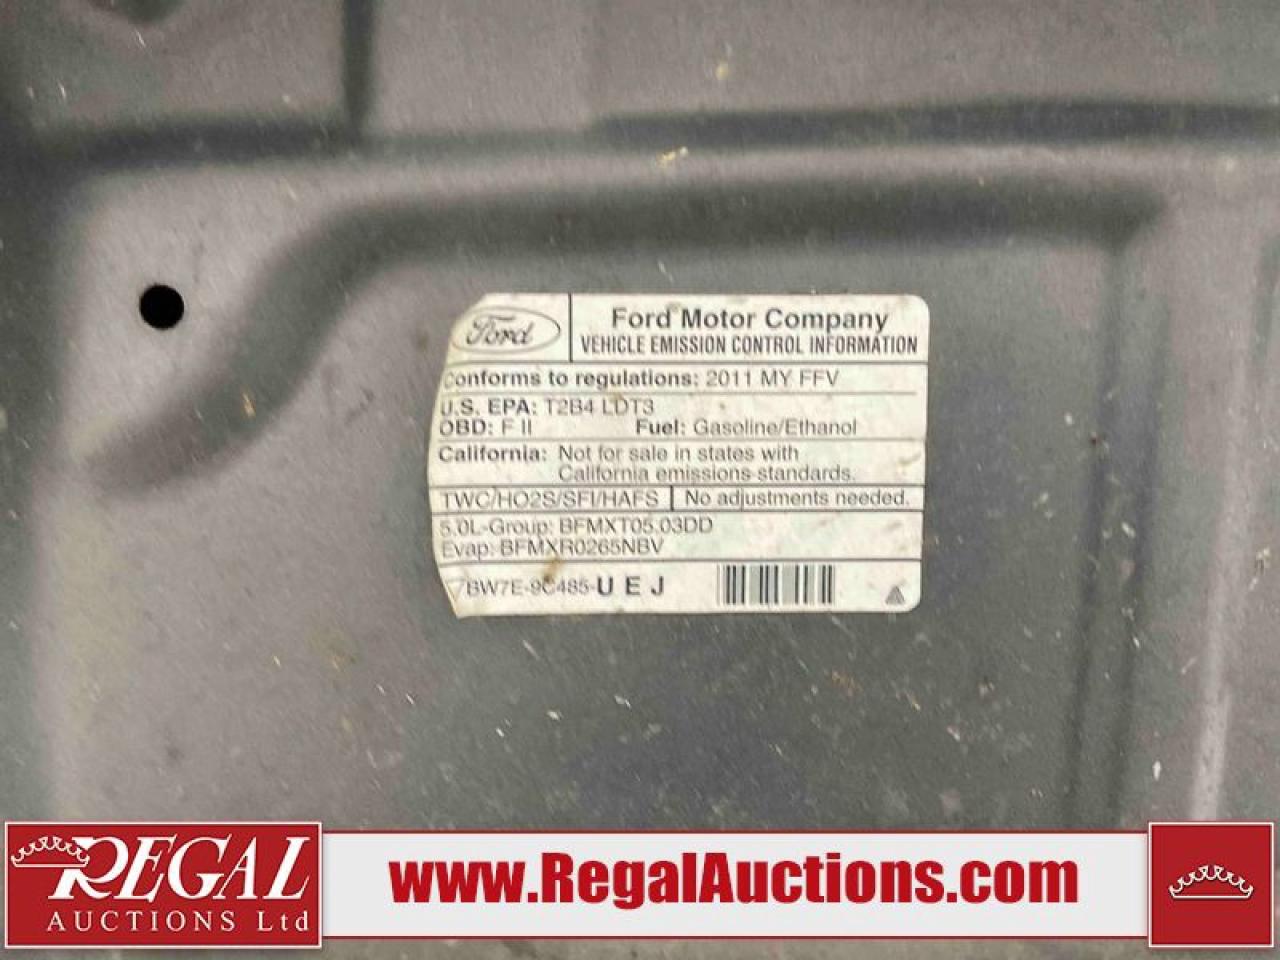 Ford
Ford Motor Company
VEHICLE EMISSION CONTROL INFORMATION
Conforms to regulations: 2011 MY FFV
U.S. EPA: T2B4 LDT3
OBD: F II Fuel: Gasoline/Ethanol
California: Not for sale in states with
California emissions standards.
TWC/HO2S/SFI/HAFS No adjustments needed.
5.0L-Group: BFMXT05.03DD
Evap: BFMXR0265NBV
7BW7E-9C485-UEJ
REGAL
AUCTIONS Ltd
www.RegalAuctions.com